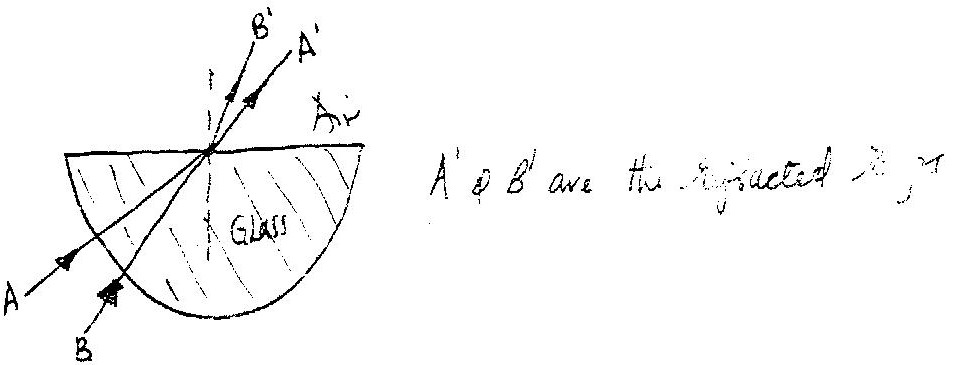 B'
A'
Air
A' & B' are the refracted
Glass
A
B